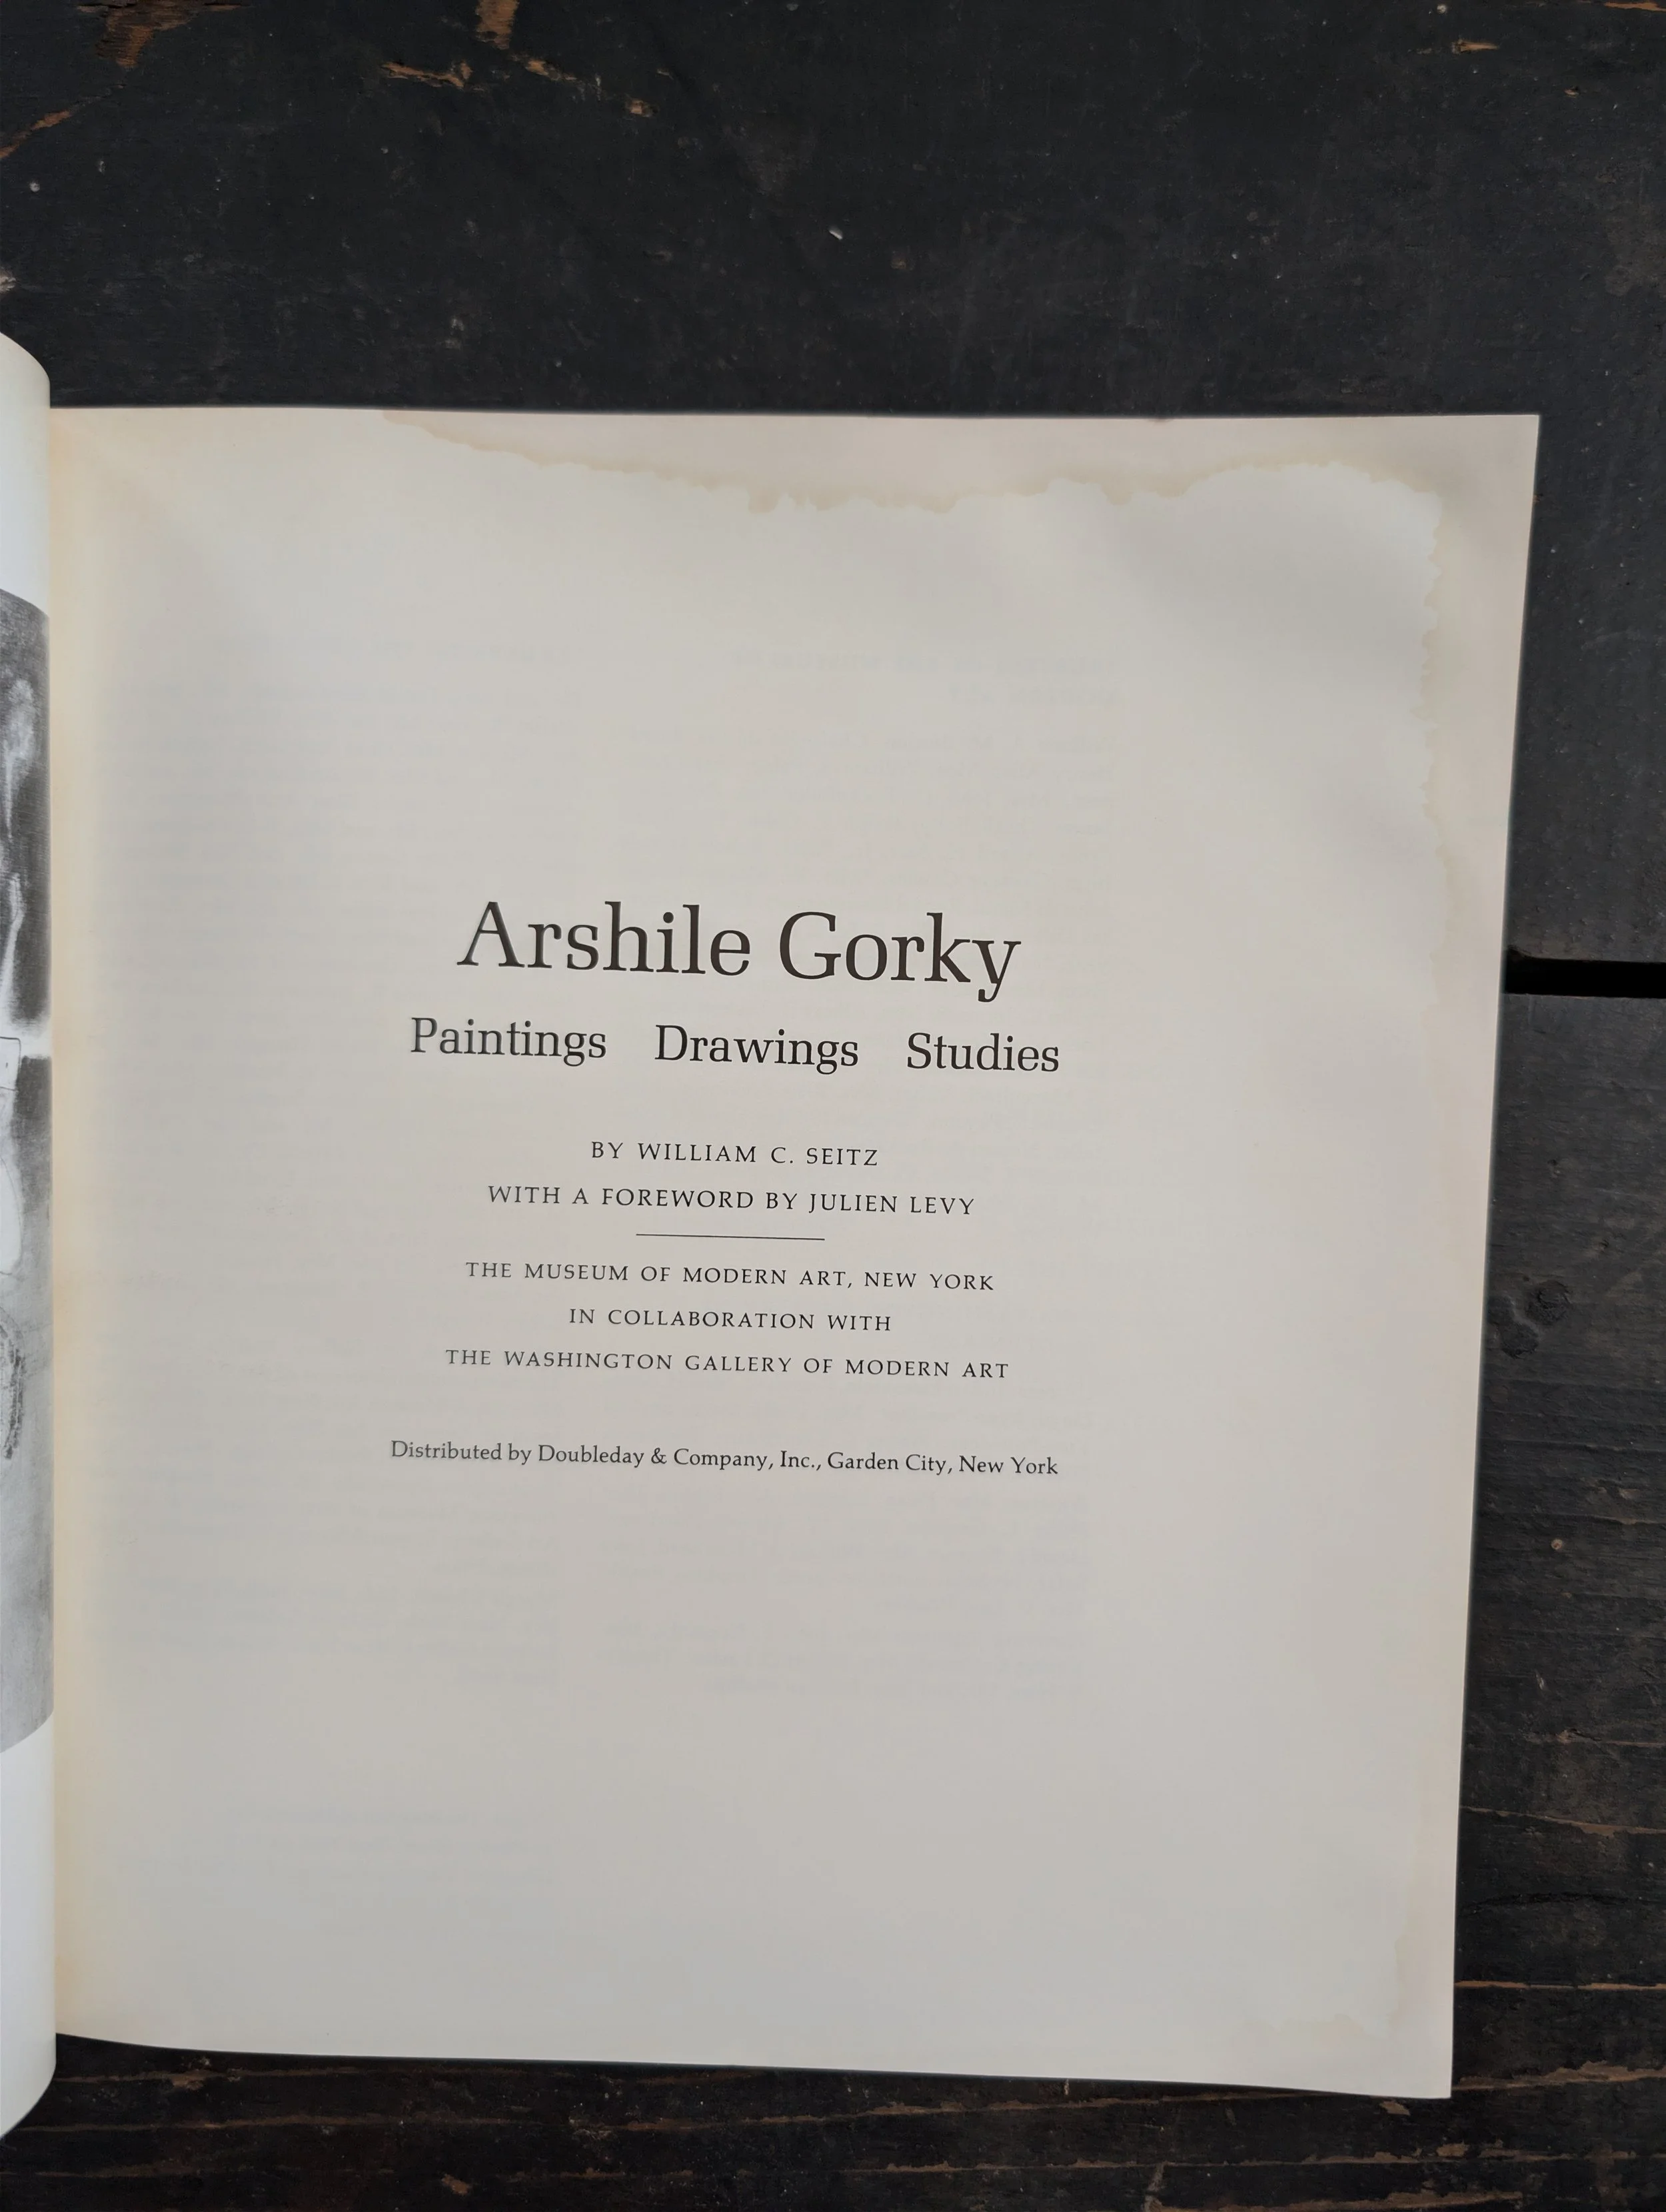 Arshile Gorky
Paintings Drawings Studies
BY WILLIAM C. SEITZ
WITH A FOREWORD BY JULIEN LEVY
THE MUSEUM OF MODERN ART, NEW YORK
IN COLLABORATION WITH
THE WASHINGTON GALLERY OF MODERN ART
Distributed by Doubleday & Company, Inc., Garden City, New York